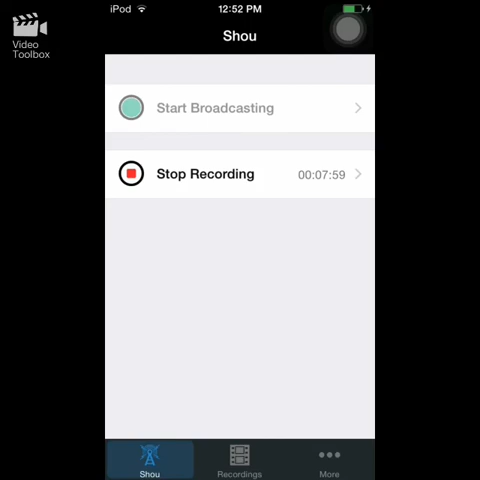 Video
Toolbox
iPod 12:52 PM
Shou
Start Broadcasting
Stop Recording 00:07:59
Shou Recordings More